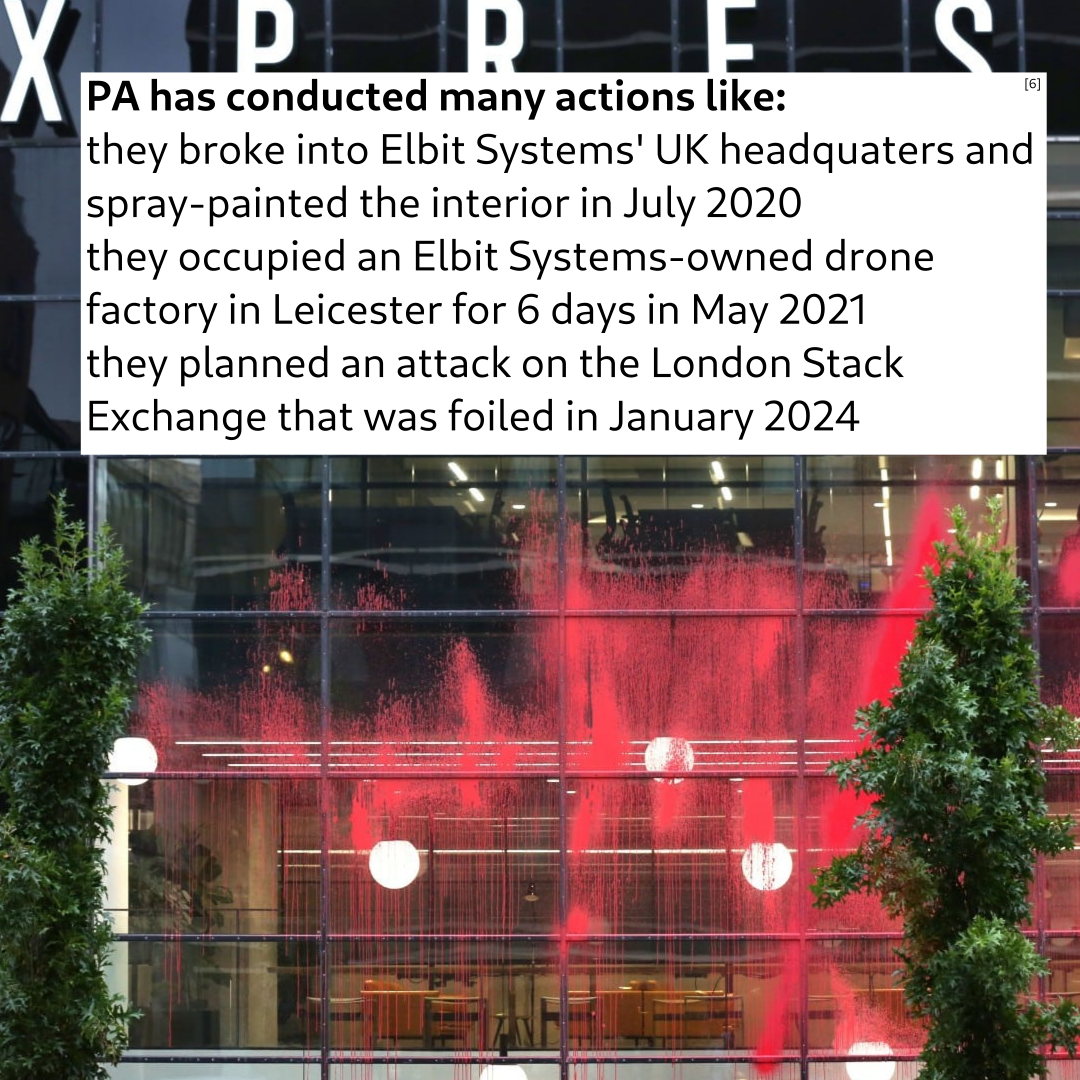 XPRES
PA has conducted many actions like:
[6]
they broke into Elbit Systems' UK headquaters and
spray-painted the interior in July 2020
they occupied an Elbit Systems-owned drone
factory in Leicester for 6 days in May 2021
they planned an attack on the London Stack
Exchange that was foiled in January 2024